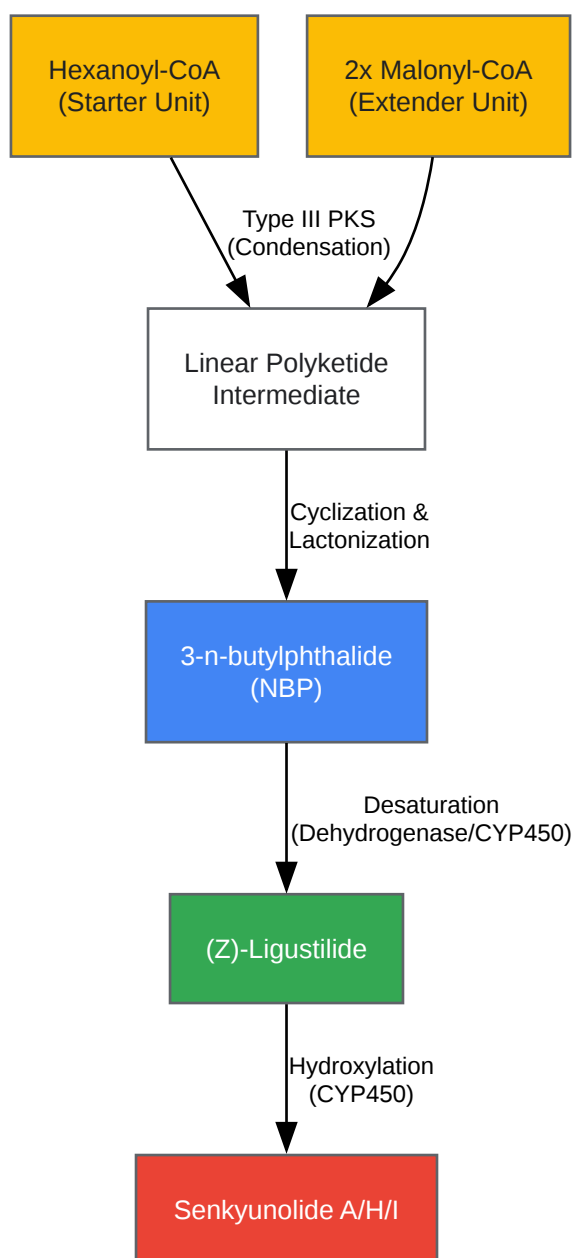 Hexanoyl-CoA
(Starter Unit)
2x Malonyl-CoA
(Extender Unit)
Type III PKS
(Condensation)
Linear Polyketide
Intermediate
Cyclization &
Lactonization
3-n-butylphthalide
(NBP)
Desaturation
(Dehydrogenase/CYP450)
(Z)-Ligustilide
Hydroxylation
(CYP450)
Senkyunolide A/H/I